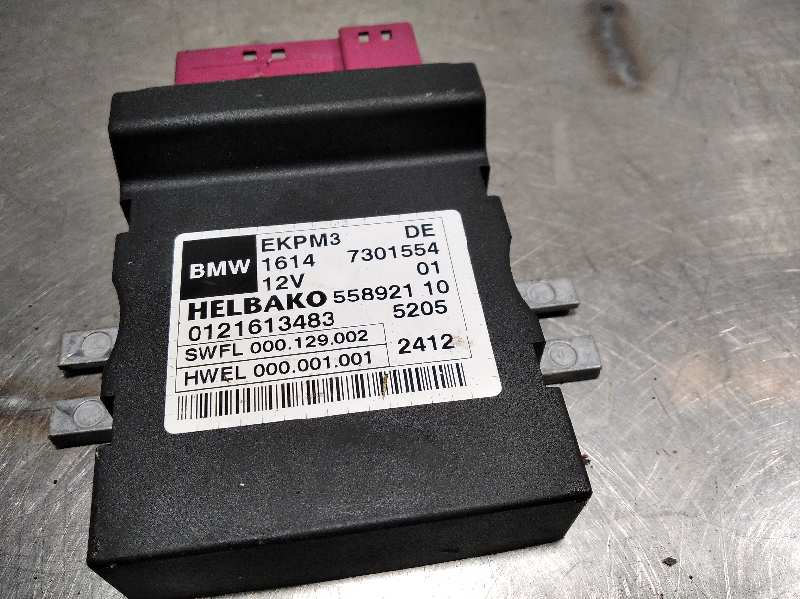 BMW EKPM3 DE
1614 7301554
12V 01
HELBAKO 558921 10
0121613483 5205
SWFL 000.129.002
HWEL 000.001.001 2412